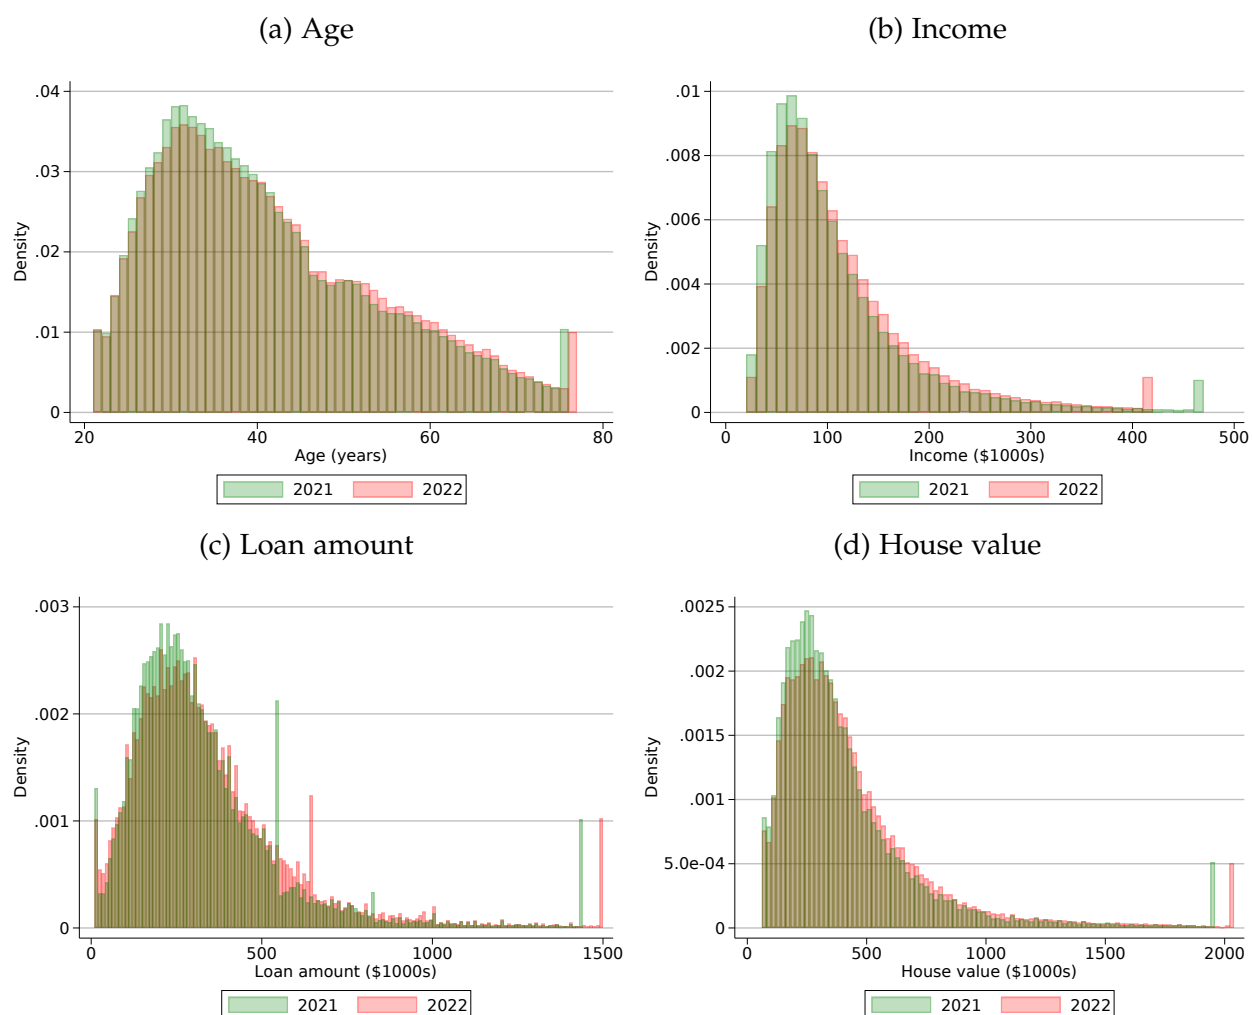 (a) Age
.04
.03
.02
.01
0
Density
20 40 60 80
Age (years)
2021 2022
(b) Income
.01
.008
.006
.004
.002
0
Density
0 100 200 300 400 500
Income ($1000s)
2021 2022
(c) Loan amount
.003
.002
.001
0
Density
0 500 1000 1500
Loan amount ($1000s)
2021 2022
(d) House value
.0025
.002
.0015
.001
5.0e-04
0
Density
0 500 1000 1500 2000
House value ($1000s)
2021 2022